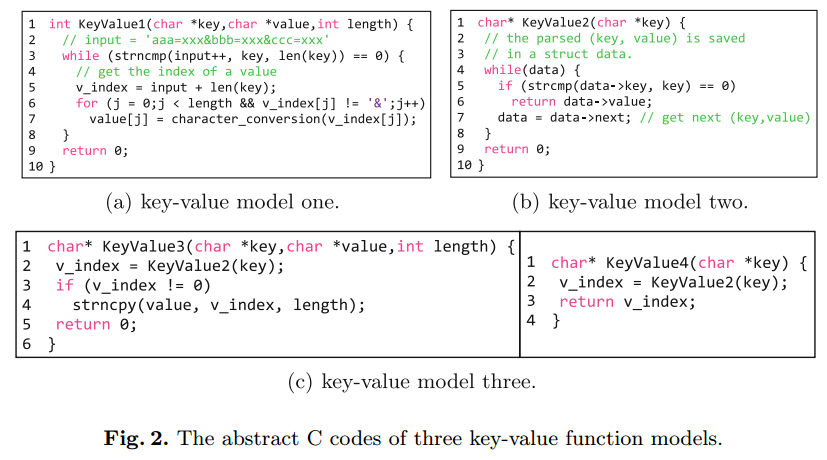 1 int KeyValue1(char *key,char *value,int length) {
2 // input = 'aaa=xxx&bbb=xxx&ccc=xxx'
3 while (strncmp(input++, key, len(key)) == 0) {
4 // get the index of a value
5 v_index = input + len(key);
6 for (j = 0;j < length && v_index[j] != '&';j++)
7 value[j] = character_conversion(v_index[j]);
8 }
9 return 0;
10 }
(a) key-value model one.
1 char* KeyValue2(char *key) {
2 // the parsed (key, value) is saved
3 // in a struct data.
4 while(data) {
5 if (strcmp(data->key, key) == 0)
6 return data->value;
7 data = data->next; // get next (key,value)
8 }
9 return 0;
10 }
(b) key-value model two.
1 char* KeyValue3(char *key,char *value,int length) {
2 v_index = KeyValue2(key);
3 if (v_index != 0)
4 strncpy(value, v_index, length);
5 return 0;
6 }
1 char* KeyValue4(char *key) {
2 v_index = KeyValue2(key);
3 return v_index;
4 }
(c) key-value model three.
Fig. 2. The abstract C codes of three key-value function models.